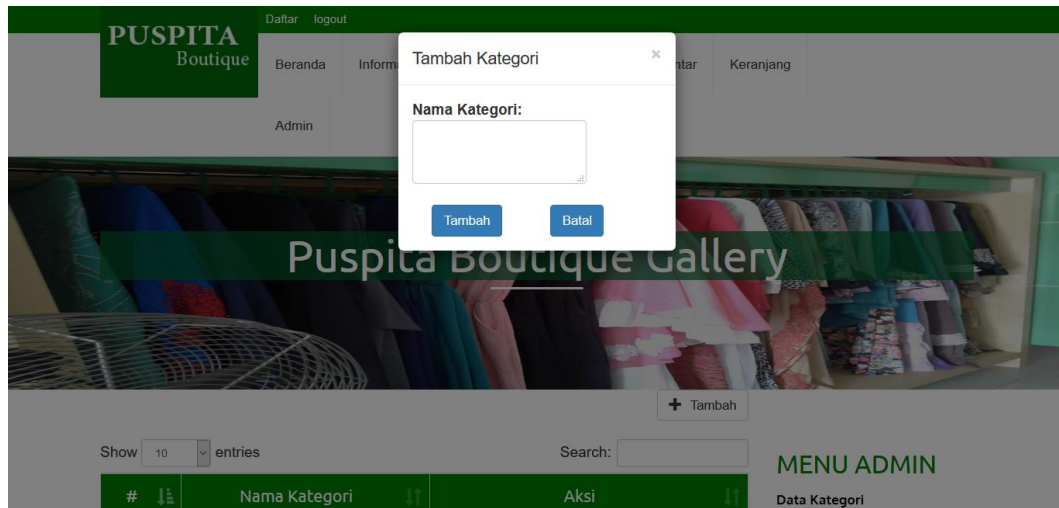 Daftar logout
PUSPITA
Boutique
Beranda Inform ntar Keranjang
Admin
Tambah Kategori ×
Nama Kategori:
Tambah Batal
Puspita Boutique Gallery
+ Tambah
Show 10 entries Search:
# Nama Kategori Aksi
MENU ADMIN
Data Kategori